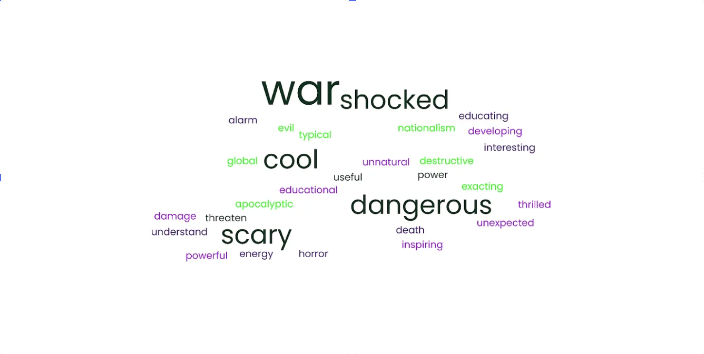 war shocked
alarm educating
evil typical nationalism developing
interesting
global cool unnatural destructive
useful power
educational exacting
apocalyptic dangerous thrilled
damage threaten unexpected
understand scary death
inspiring
powerful energy horror